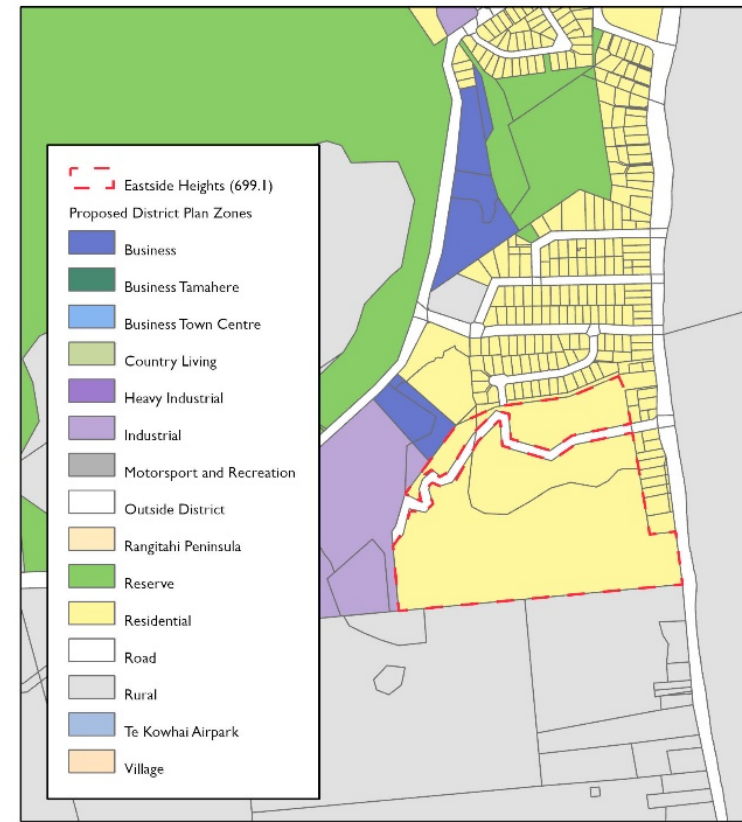 Eastside Heights (699.1)
Proposed District Plan Zones
Business
Business Tamahere
Business Town Centre
Country Living
Heavy Industrial
Industrial
Motorsport and Recreation
Outside District
Rangitahi Peninsula
Reserve
Residential
Road
Rural
Te Kowhai Airpark
Village